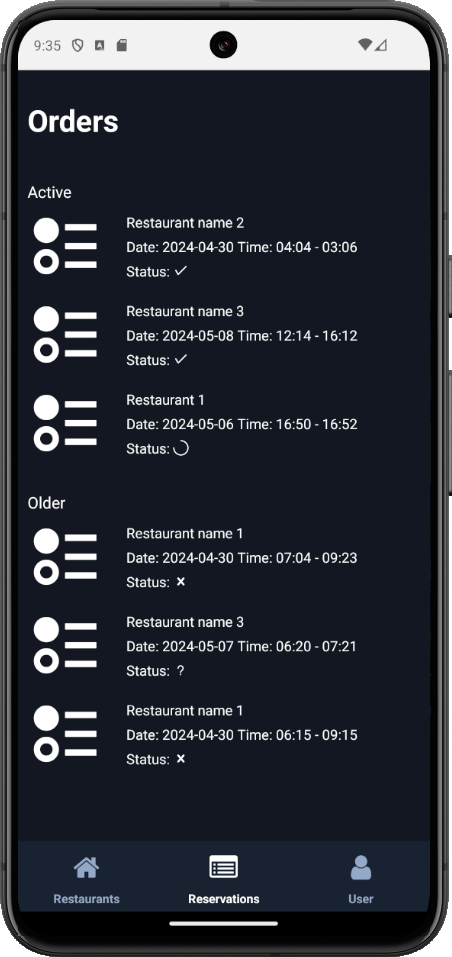 9:35
Orders
Active
Restaurant name 2
Date: 2024-04-30 Time: 04:04 - 03:06
Status: ✓
Restaurant name 3
Date: 2024-05-08 Time: 12:14 - 16:12
Status: ✓
Restaurant 1
Date: 2024-05-06 Time: 16:50 - 16:52
Status:
Older
Restaurant name 1
Date: 2024-04-30 Time: 07:04 - 09:23
Status: ×
Restaurant name 3
Date: 2024-05-07 Time: 06:20 - 07:21
Status: ?
Restaurant name 1
Date: 2024-04-30 Time: 06:15 - 09:15
Status: ×
Restaurants Reservations User